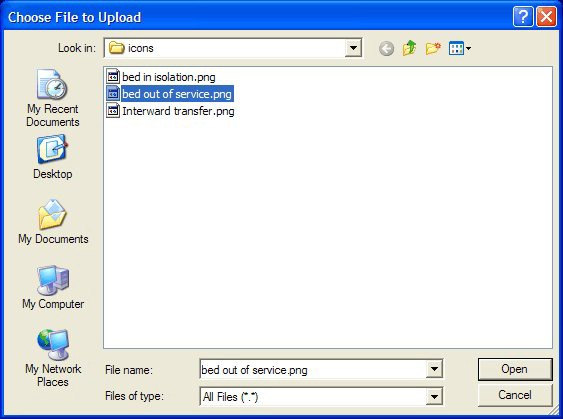 Choose File to Upload
Look in: icons
bed in isolation.png
bed out of service.png
Interward transfer.png
My Recent
Documents
Desktop
My Documents
My Computer
My Network
Places
File name: bed out of service.png Open
Files of type: All Files (*.*) Cancel